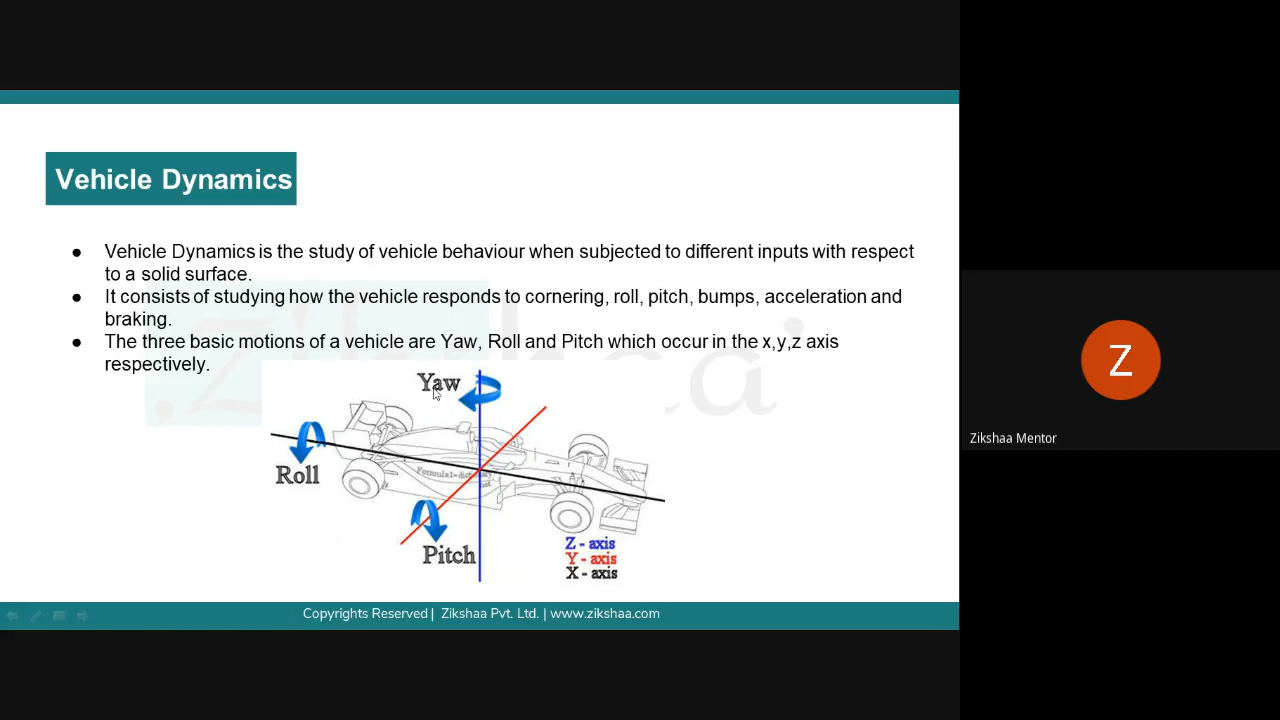 Vehicle Dynamics
● Vehicle Dynamics is the study of vehicle behaviour when subjected to different inputs with respect
to a solid surface.
● It consists of studying how the vehicle responds to cornering, roll, pitch, bumps, acceleration and
braking.
● The three basic motions of a vehicle are Yaw, Roll and Pitch which occur in the x,y,z axis
respectively.
Yaw
Roll
Pitch
Z - axis
Y - axis
X - axis
Copyrights Reserved | Zikshaa Pvt. Ltd. | www.zikshaa.com
Z
Zikshaa Mentor